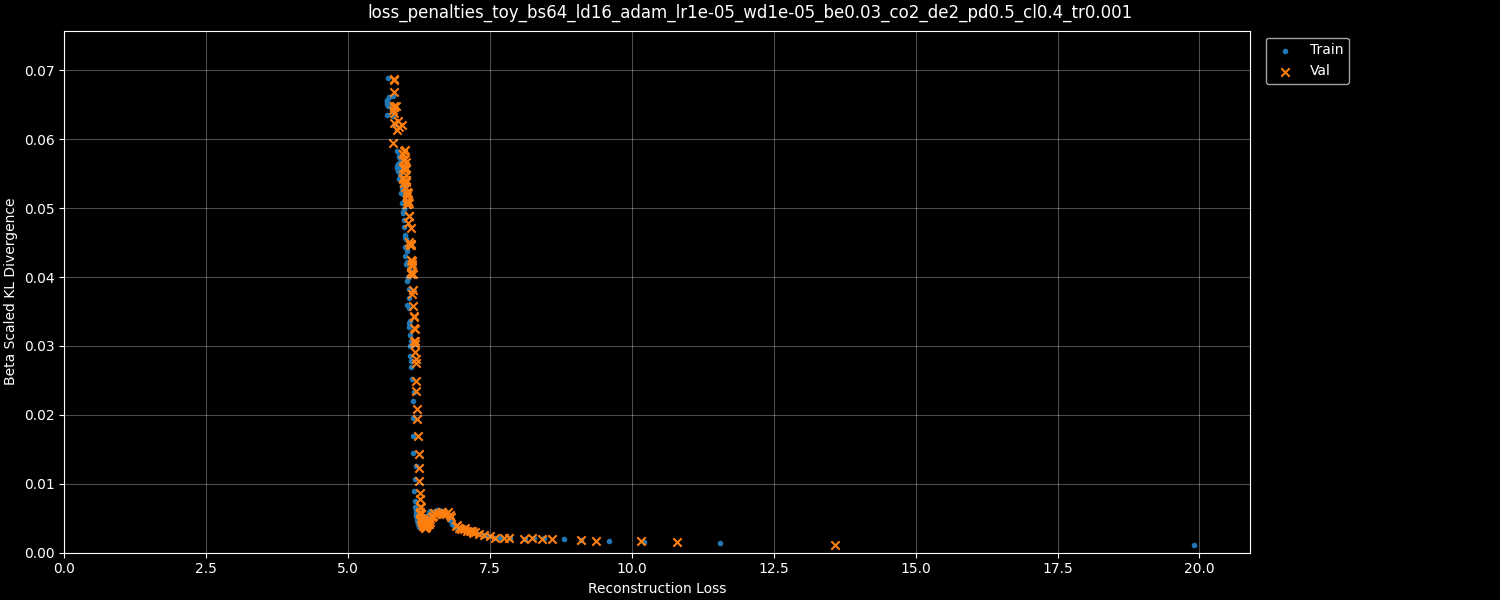 loss_penalties_toy_bs64_ld16_adam_lr1e-05_wd1e-05_be0.03_co2_de2_pd0.5_cl0.4_tr0.001
Train
Val
0.07
0.06
0.05
0.04
0.03
0.02
0.01
0.00
Beta Scaled KL Divergence
0.0 2.5 5.0 7.5 10.0 12.5 15.0 17.5 20.0
Reconstruction Loss